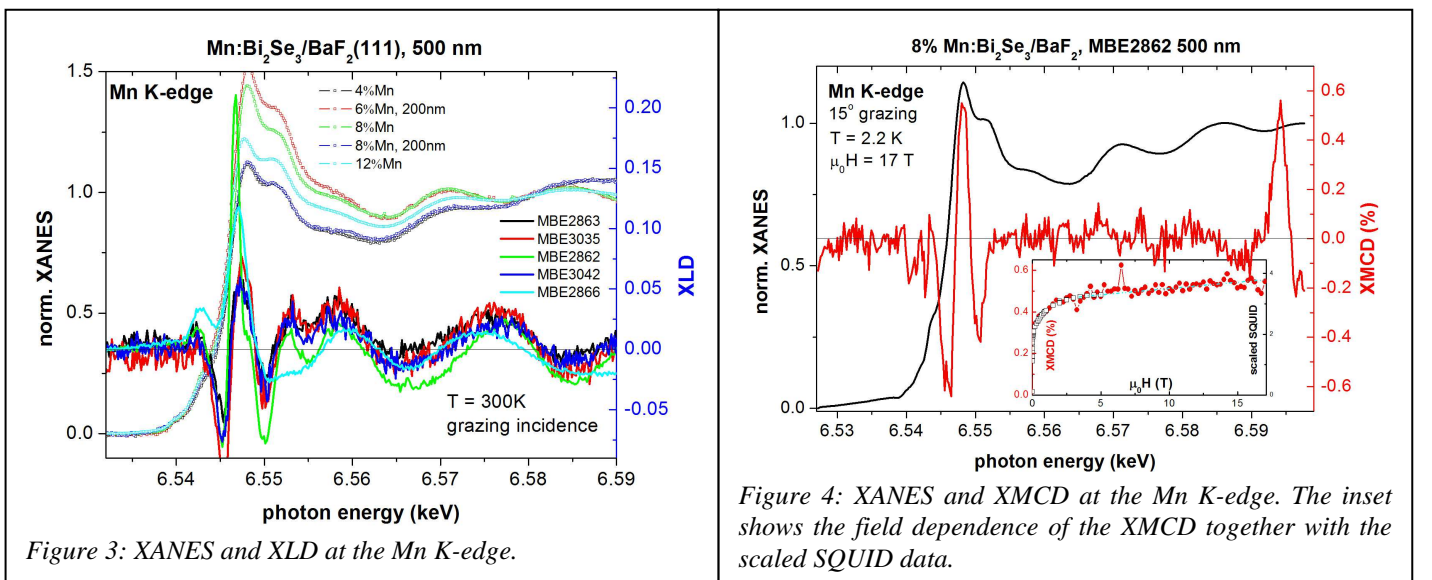 Mn:Bi2Se3/BaF2(111), 500 nm
1.5
1.0
0.5
0.0
norm. XANES
Mn K-edge
4%Mn
6%Mn, 200nm
8%Mn
8%Mn, 200nm
12%Mn
MBE2863
MBE3035
MBE2862
MBE3042
MBE2866
T = 300K
grazing incidence
0.20
0.15
0.10
0.05
0.00
-0.05
XLD
6.54 6.55 6.56 6.57 6.58 6.59
photon energy (keV)
Figure 3: XANES and XLD at the Mn K-edge.
8% Mn:Bi2Se3/BaF2, MBE2862 500 nm
1.0
0.5
0.0
norm. XANES
Mn K-edge
15° grazing
T = 2.2 K
μ0H = 17 T
0.6
0.4
0.2
0.0
-0.2
-0.4
-0.6
XMCD (%)
0.6
0.4
0.2
0.0
XMCD (%)
4
2
0
scaled SQUID
0 5 10 15
μ0H (T)
6.53 6.54 6.55 6.56 6.57 6.58 6.59
photon energy (keV)
Figure 4: XANES and XMCD at the Mn K-edge. The inset
shows the field dependence of the XMCD together with the
scaled SQUID data.